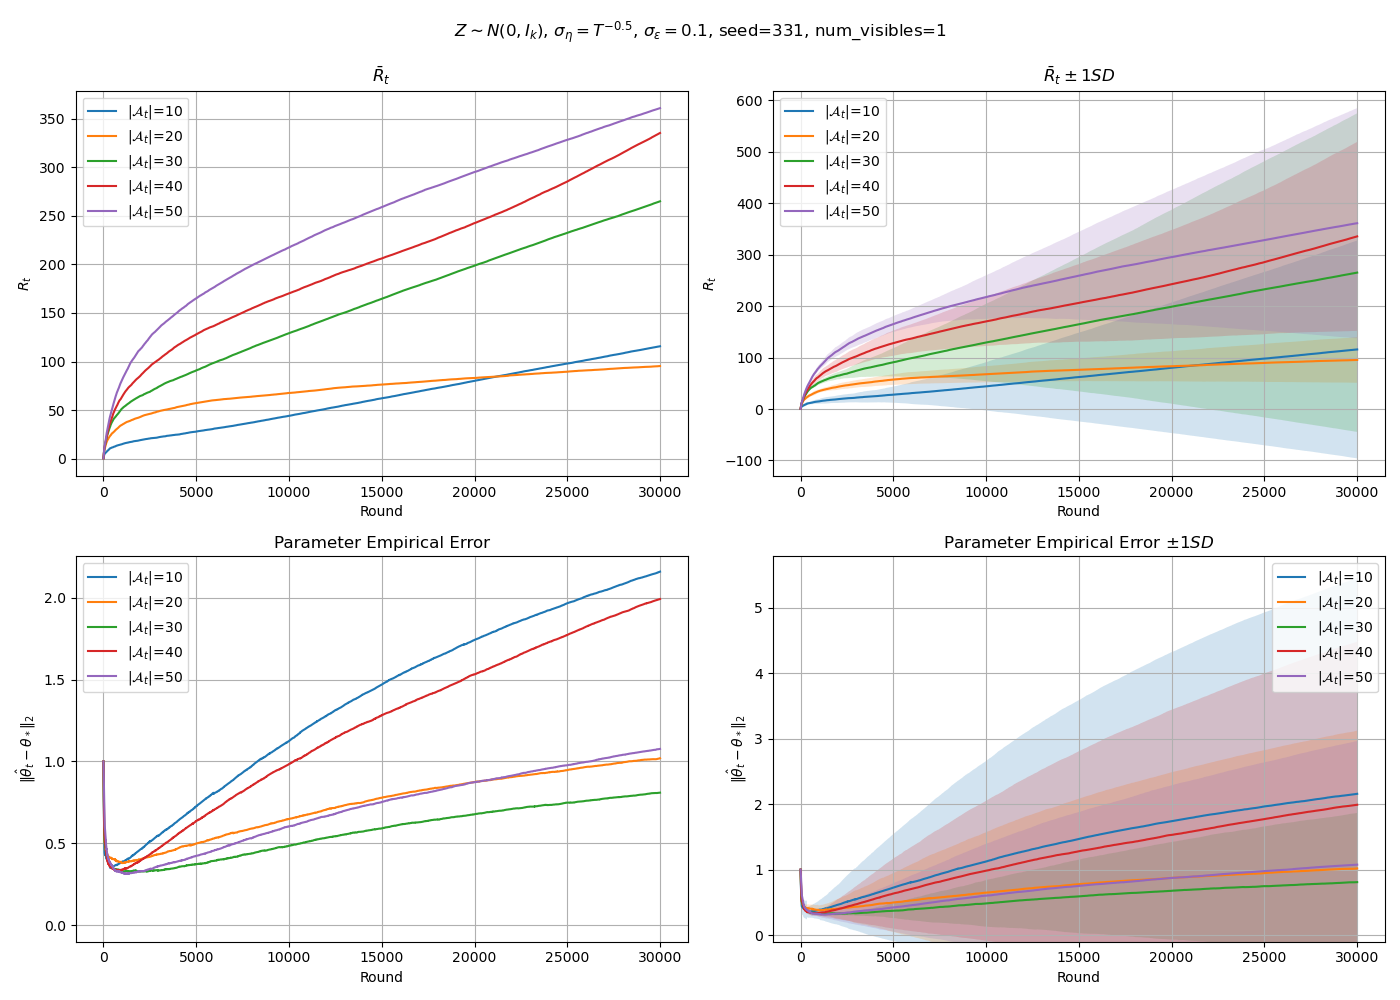 Z ∼ N(0, I_k), σ_η = T^{−0.5}, σ_ε = 0.1, seed=331, num_visibles=1
R̄_t
R_t
350
300
250
200
150
100
50
0
|𝒜_t|=10
|𝒜_t|=20
|𝒜_t|=30
|𝒜_t|=40
|𝒜_t|=50
0 5000 10000 15000 20000 25000 30000
Round
R̄_t ± 1SD
R_t
600
500
400
300
200
100
0
−100
|𝒜_t|=10
|𝒜_t|=20
|𝒜_t|=30
|𝒜_t|=40
|𝒜_t|=50
0 5000 10000 15000 20000 25000 30000
Round
Parameter Empirical Error
‖θ̂_t − θ_*‖_2
2.0
1.5
1.0
0.5
0.0
|𝒜_t|=10
|𝒜_t|=20
|𝒜_t|=30
|𝒜_t|=40
|𝒜_t|=50
0 5000 10000 15000 20000 25000 30000
Round
Parameter Empirical Error ±1SD
‖θ̂_t − θ_*‖_2
5
4
3
2
1
0
|𝒜_t|=10
|𝒜_t|=20
|𝒜_t|=30
|𝒜_t|=40
|𝒜_t|=50
0 5000 10000 15000 20000 25000 30000
Round